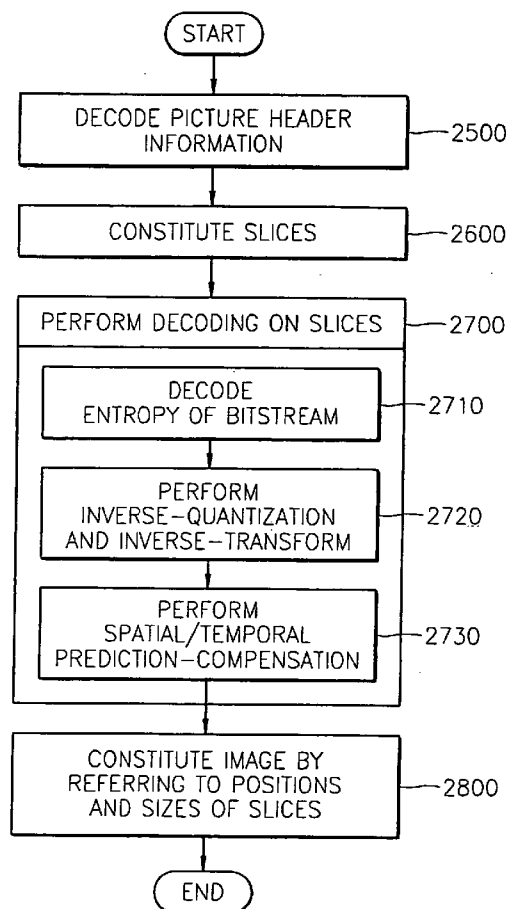 START
DECODE PICTURE HEADER
INFORMATION
2500
CONSTITUTE SLICES
2600
PERFORM DECODING ON SLICES
2700
DECODE
ENTROPY OF BITSTREAM
2710
PERFORM
INVERSE-QUANTIZATION
AND INVERSE-TRANSFORM
2720
PERFORM
SPATIAL/TEMPORAL
PREDICTION-COMPENSATION
2730
CONSTITUTE IMAGE BY
REFERRING TO POSITIONS
AND SIZES OF SLICES
2800
END